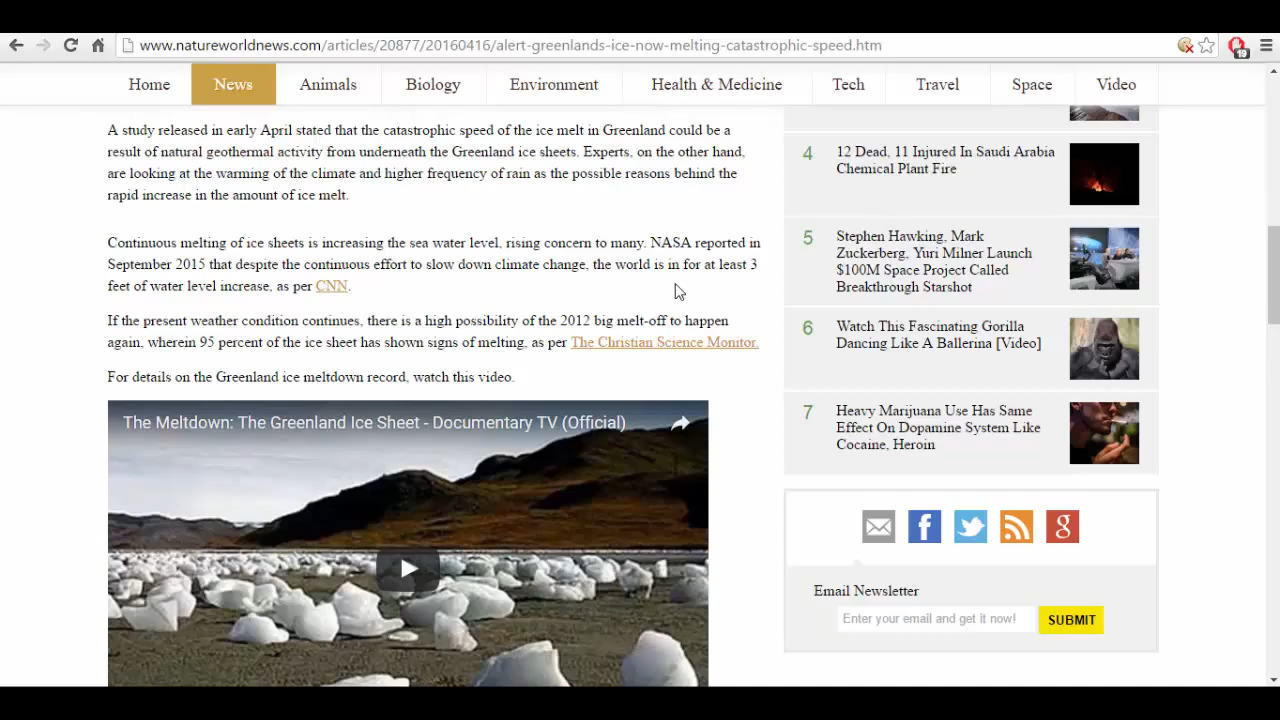 www.natureworldnews.com/articles/20877/20160416/alert-greenlands-ice-now-melting-catastrophic-speed.htm
19
Home News Animals Biology Environment Health & Medicine Tech Travel Space Video
A study released in early April stated that the catastrophic speed of the ice melt in Greenland could be a
result of natural geothermal activity from underneath the Greenland ice sheets. Experts, on the other hand,
are looking at the warming of the climate and higher frequency of rain as the possible reasons behind the
rapid increase in the amount of ice melt.
Continuous melting of ice sheets is increasing the sea water level, rising concern to many. NASA reported in
September 2015 that despite the continuous effort to slow down climate change, the world is in for at least 3
feet of water level increase, as per CNN.
If the present weather condition continues, there is a high possibility of the 2012 big melt-off to happen
again, wherein 95 percent of the ice sheet has shown signs of melting, as per The Christian Science Monitor.
For details on the Greenland ice meltdown record, watch this video.
The Meltdown: The Greenland Ice Sheet - Documentary TV (Official)
4 12 Dead, 11 Injured In Saudi Arabia
Chemical Plant Fire
5 Stephen Hawking, Mark
Zuckerberg, Yuri Milner Launch
$100M Space Project Called
Breakthrough Starshot
6 Watch This Fascinating Gorilla
Dancing Like A Ballerina [Video]
7 Heavy Marijuana Use Has Same
Effect On Dopamine System Like
Cocaine, Heroin
f g
Email Newsletter
Enter your email and get it now! SUBMIT